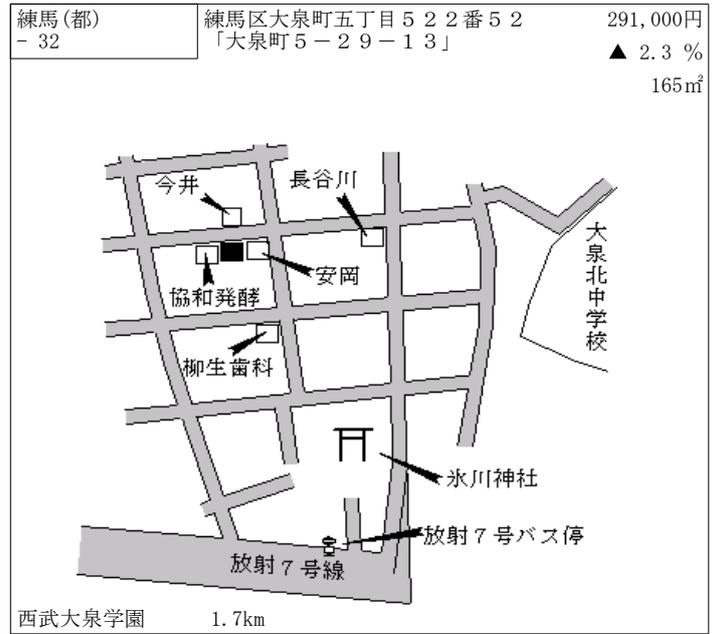 練馬(都)
- 32
練馬区大泉町五丁目５２２番５２
「大泉町５－２９－１３」
291,000円
▲ 2.3 %
165㎡
今井
長谷川
大泉北中学校
安岡
協和発酵
柳生歯科
氷川神社
放射７号バス停
放射７号線
西武大泉学園 1.7km